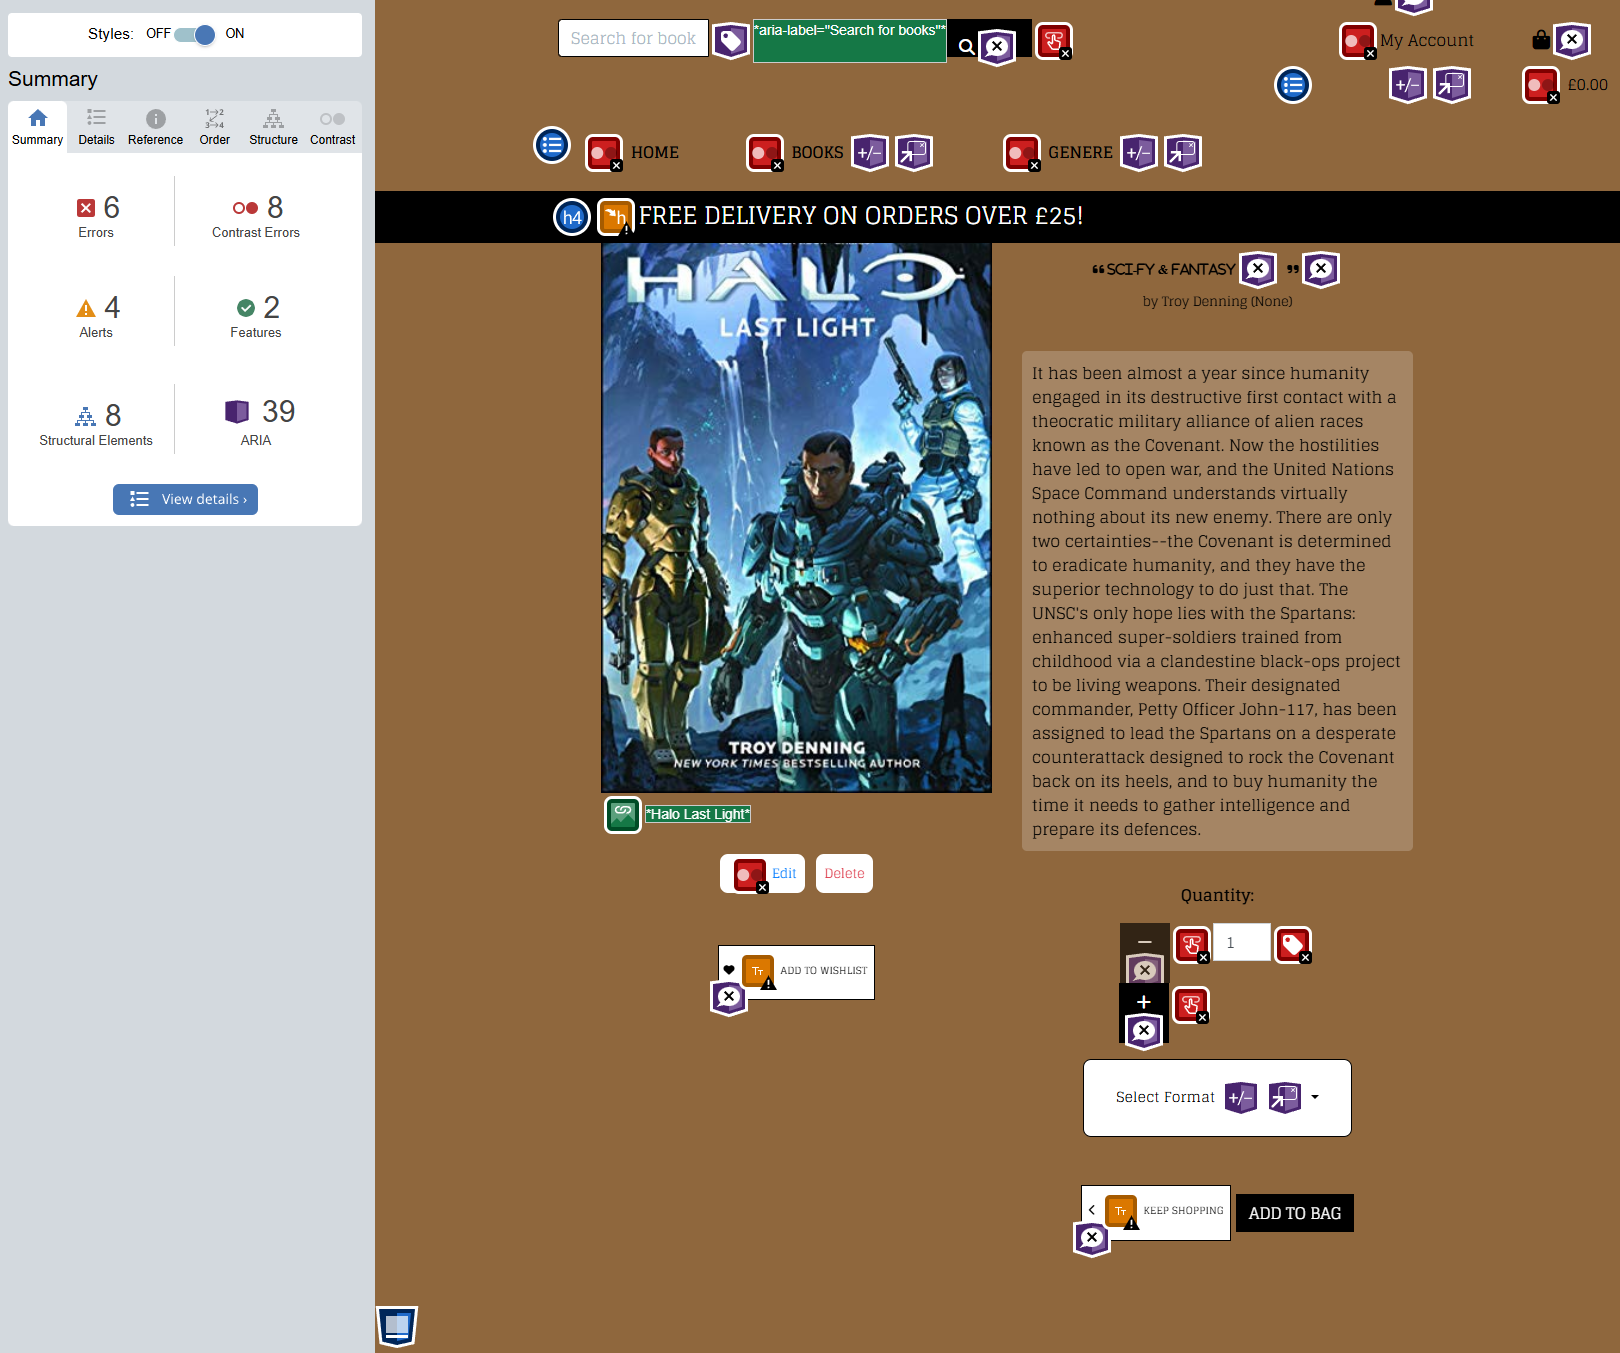 Styles: OFF ON
Summary
Summary Details Reference Order Structure Contrast
6
Errors
8
Contrast Errors
4
Alerts
2
Features
8
Structural Elements
39
ARIA
View details ›
Search for book
*aria-label="Search for books"*
My Account
£0.00
HOME
BOOKS
GENERE
h4 FREE DELIVERY ON ORDERS OVER £25!
HALO
LAST LIGHT
TROY DENNING
NEW YORK TIMES BESTSELLING AUTHOR
*Halo Last Light*
Edit
Delete
ADD TO WISHLIST
“ SCI-FY & FANTASY ”
by Troy Denning (None)
It has been almost a year since humanity
engaged in its destructive first contact with a
theocratic military alliance of alien races
known as the Covenant. Now the hostilities
have led to open war, and the United Nations
Space Command understands virtually
nothing about its new enemy. There are only
two certainties--the Covenant is determined
to eradicate humanity, and they have the
superior technology to do just that. The
UNSC's only hope lies with the Spartans:
enhanced super-soldiers trained from
childhood via a clandestine black-ops project
to be living weapons. Their designated
commander, Petty Officer John-117, has been
assigned to lead the Spartans on a desperate
counterattack designed to rock the Covenant
back on its heels, and to buy humanity the
time it needs to gather intelligence and
prepare its defences.
Quantity:
−
1
+
Select Format
KEEP SHOPPING
ADD TO BAG